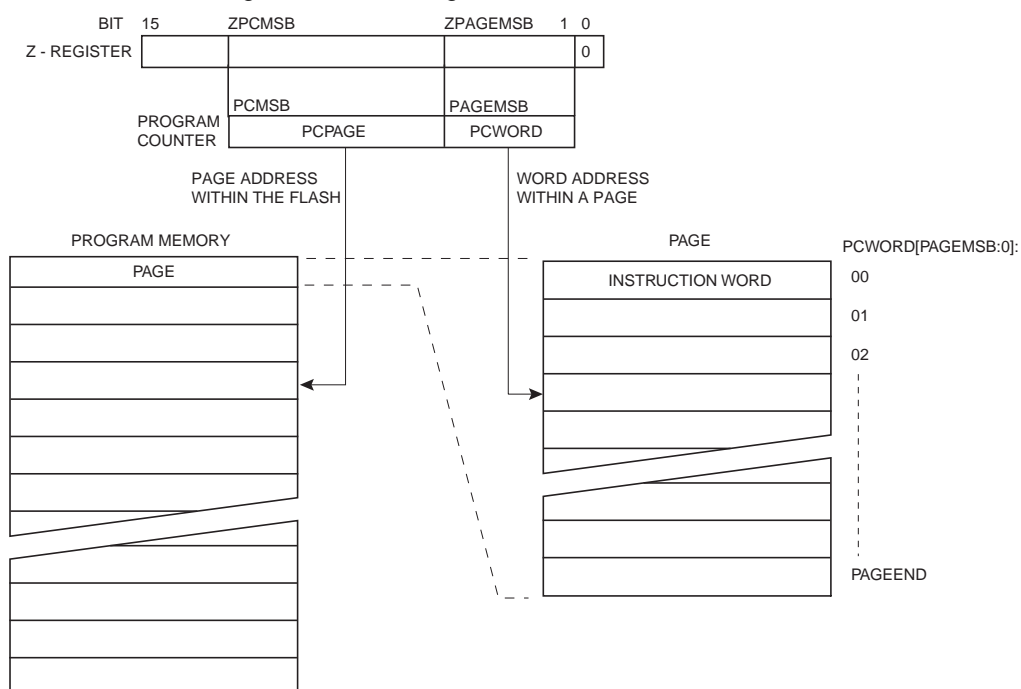 BIT 15 ZPCMSB ZPAGEMSB 1 0
Z - REGISTER 0
PCMSB PAGEMSB
PROGRAM
COUNTER
PCPAGE PCWORD
PAGE ADDRESS
WITHIN THE FLASH
WORD ADDRESS
WITHIN A PAGE
PROGRAM MEMORY
PAGE
PAGE
INSTRUCTION WORD
PCWORD[PAGEMSB:0]:
00
01
02
PAGEEND